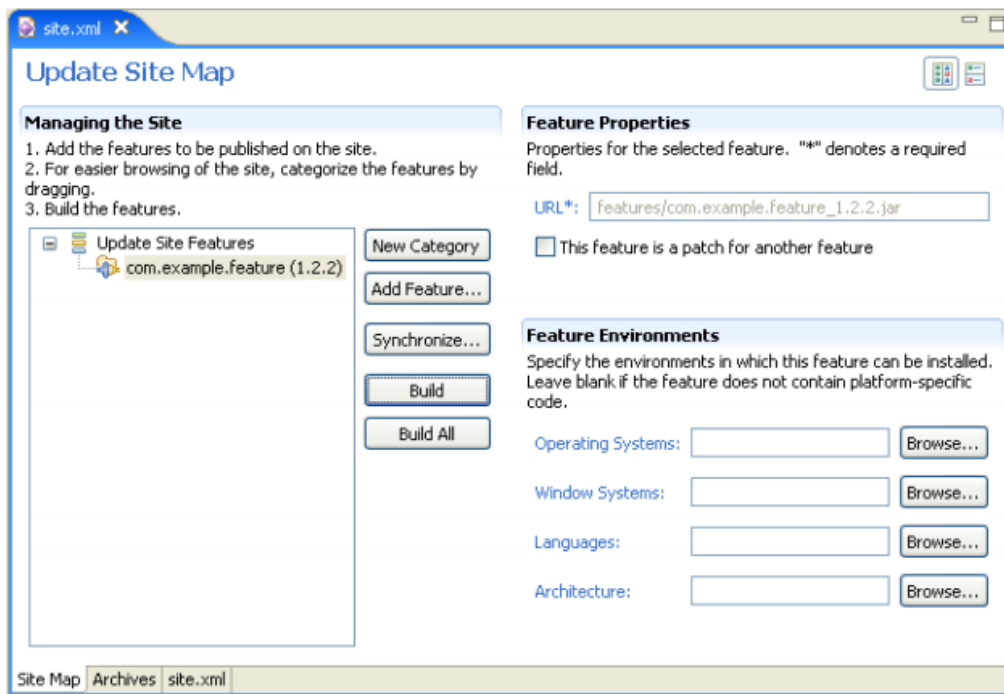 site.xml
Update Site Map
Managing the Site
1. Add the features to be published on the site.
2. For easier browsing of the site, categorize the features by
dragging.
3. Build the features.
Update Site Features
com.example.feature (1.2.2)
New Category
Add Feature...
Synchronize...
Build
Build All
Feature Properties
Properties for the selected feature.  "*" denotes a required
field.
URL*: features/com.example.feature_1.2.2.jar
This feature is a patch for another feature
Feature Environments
Specify the environments in which this feature can be installed.
Leave blank if the feature does not contain platform-specific
code.
Operating Systems: Browse...
Window Systems: Browse...
Languages: Browse...
Architecture: Browse...
Site Map Archives site.xml